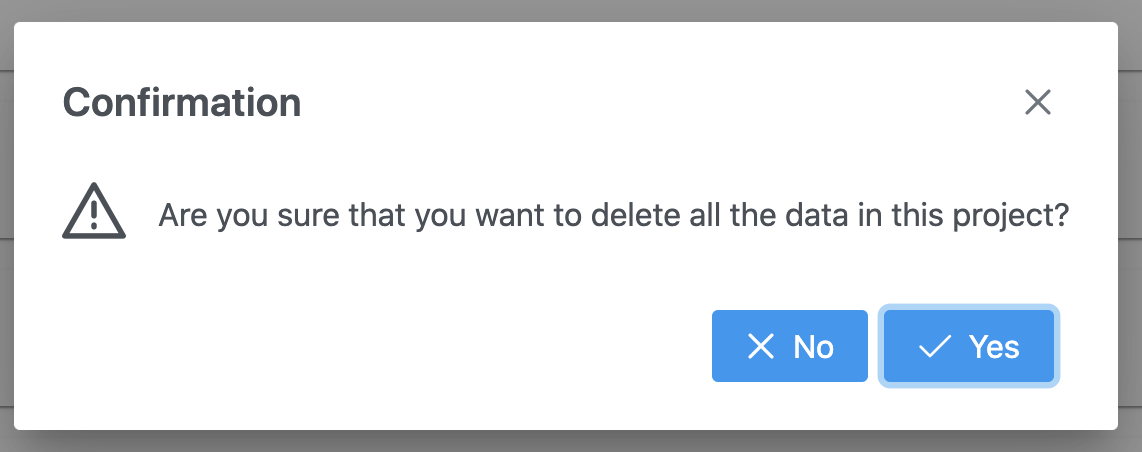 Confirmation
Are you sure that you want to delete all the data in this project?
No
Yes